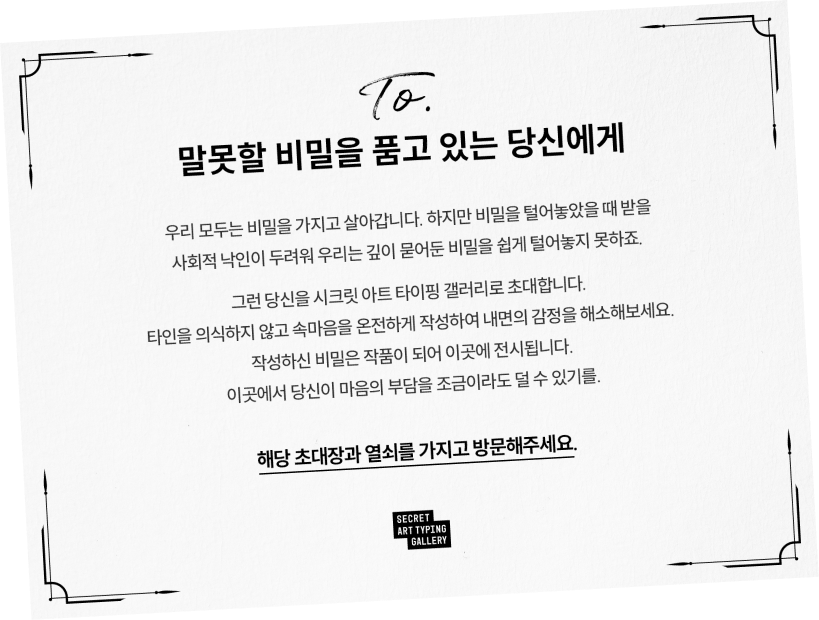 To.
말못할 비밀을 품고 있는 당신에게
우리 모두는 비밀을 가지고 살아갑니다. 하지만 비밀을 털어놓았을 때 받을
사회적 낙인이 두려워 우리는 깊이 묻어둔 비밀을 쉽게 털어놓지 못하죠.
그런 당신을 시크릿 아트 타이핑 갤러리로 초대합니다.
타인을 의식하지 않고 속마음을 온전하게 작성하여 내면의 감정을 해소해보세요.
작성하신 비밀은 작품이 되어 이곳에 전시됩니다.
이곳에서 당신이 마음의 부담을 조금이라도 덜 수 있기를.
해당 초대장과 열쇠를 가지고 방문해주세요.
SECRET
ART TYPING
GALLERY